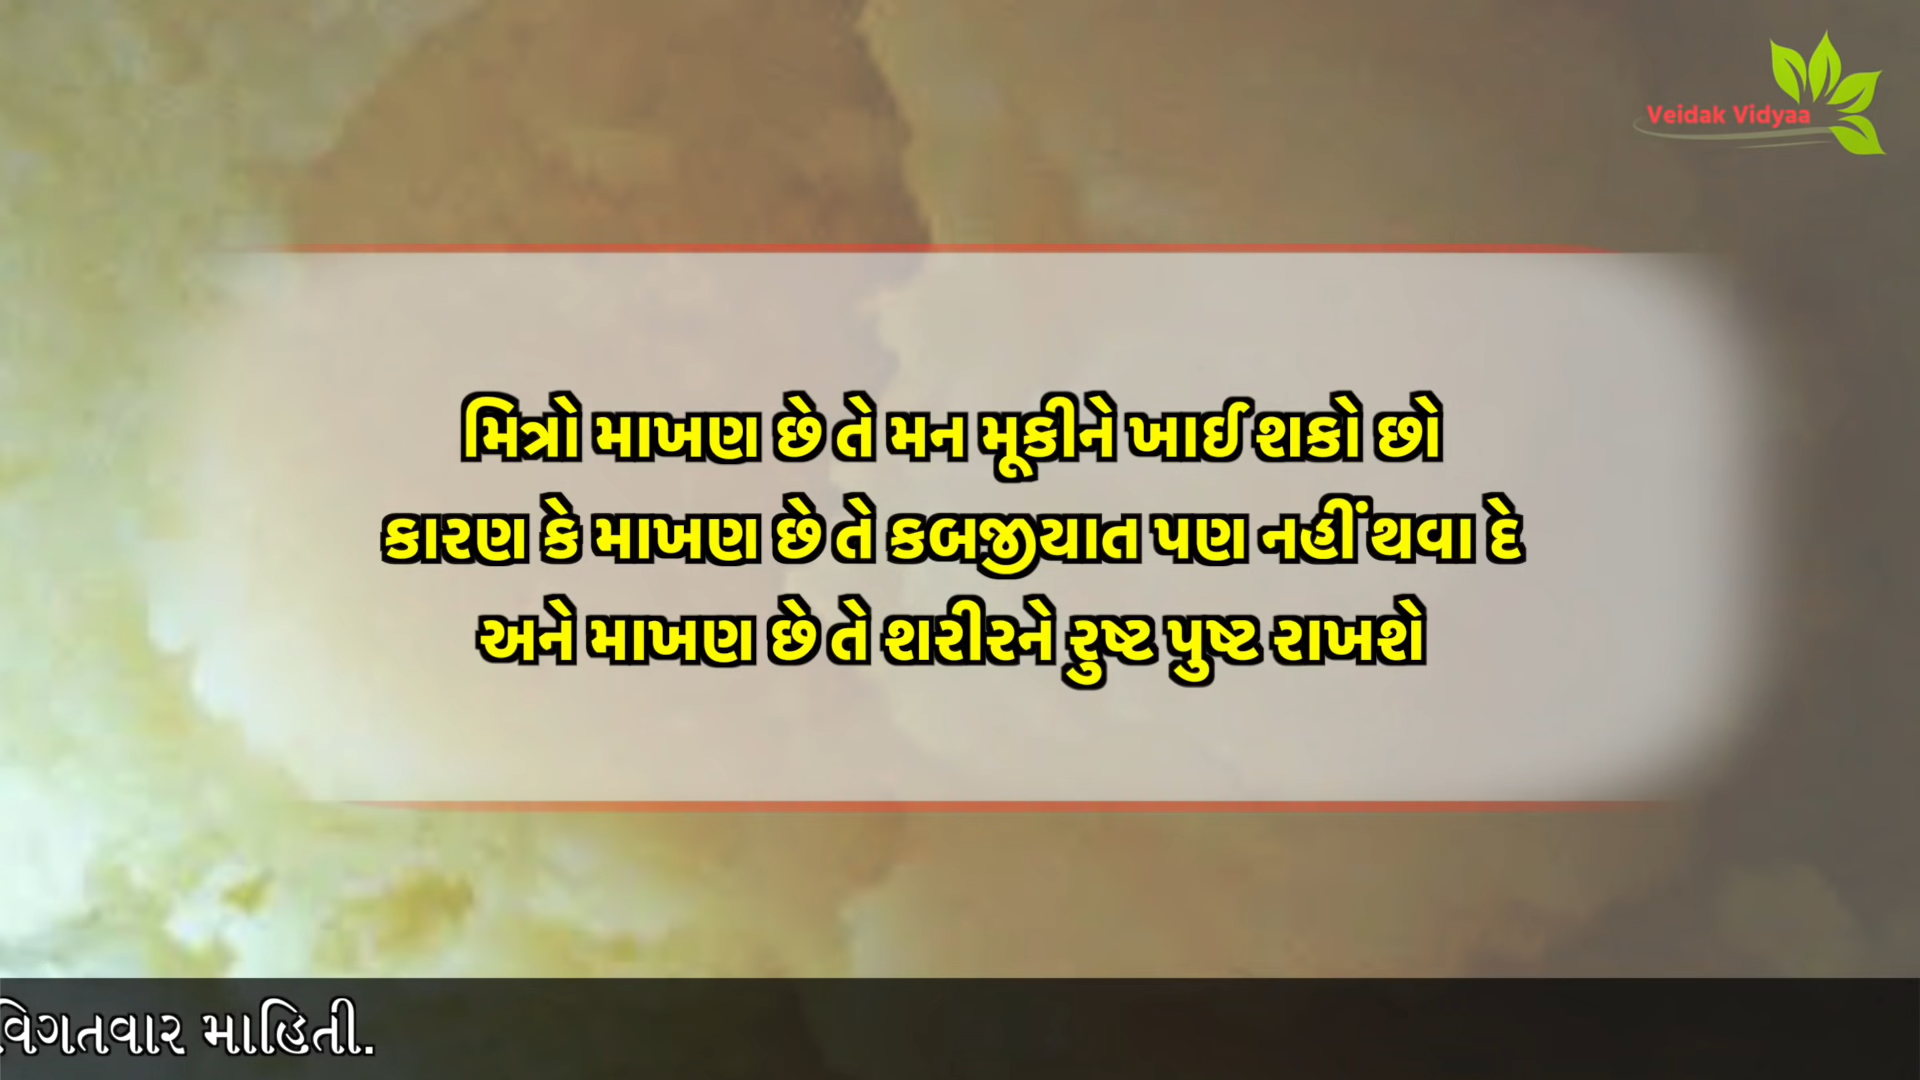 Veidak Vidyaa
મિત્રો માખણ છે તે મન મૂકીને ખાઈ શકો છો
કારણ કે માખણ છે તે કબજીયાત પણ નહીં થવા દે
અને માખણ છે તે શરીરને રુષ્ટ પુષ્ટ રાખશે
વિગતવાર માહિતી.